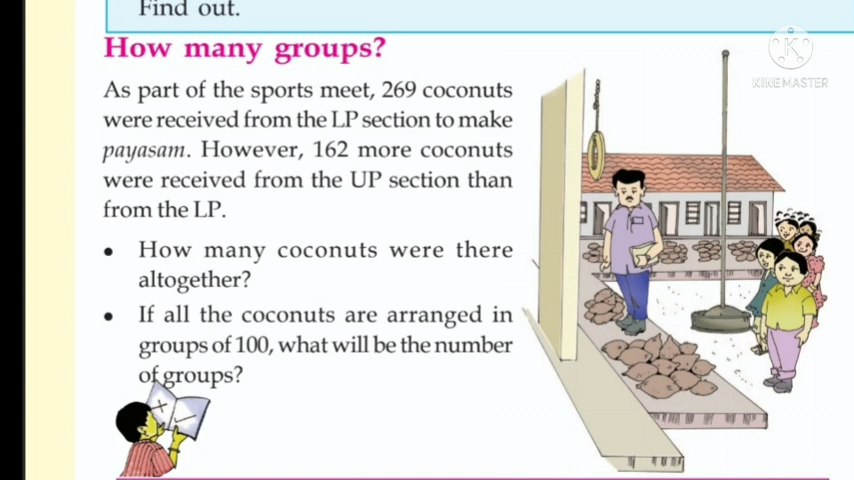 Find out.
How many groups?
As part of the sports meet, 269 coconuts
were received from the LP section to make
payasam. However, 162 more coconuts
were received from the UP section than
from the LP.
• How many coconuts were there
altogether?
• If all the coconuts are arranged in
groups of 100, what will be the number
of groups?
K
KINEMASTER